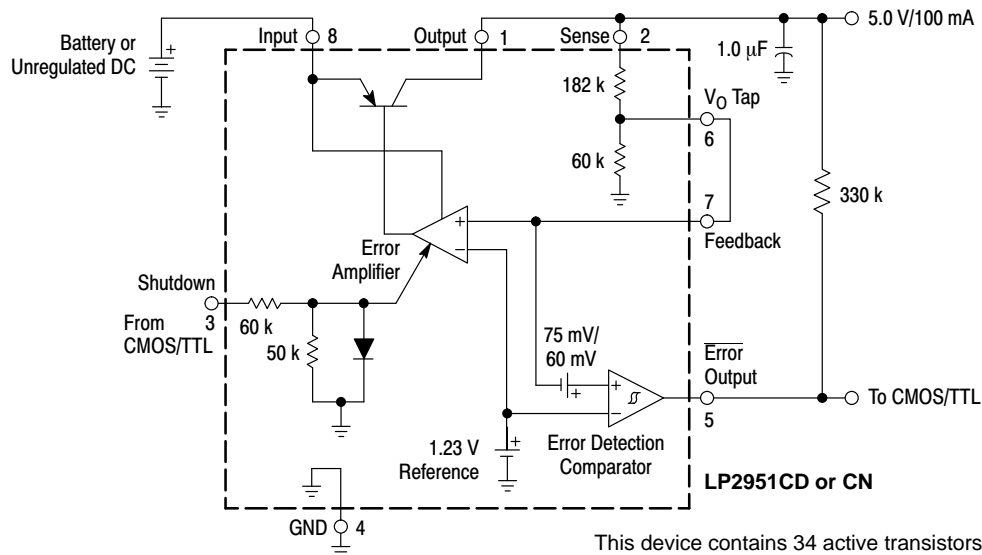 5.0 V/100 mA
Battery or
Unregulated DC
+
Input 8
Output 1
Sense 2
1.0 μF
182 k
VO Tap
6
60 k
7
Feedback
330 k
+
−
Error
Amplifier
Shutdown
3
From
CMOS/TTL
60 k
50 k
75 mV/
60 mV
+
+
−
Error
Output
5
To CMOS/TTL
1.23 V
Reference
+
Error Detection
Comparator
LP2951CD or CN
GND 4
This device contains 34 active transistors